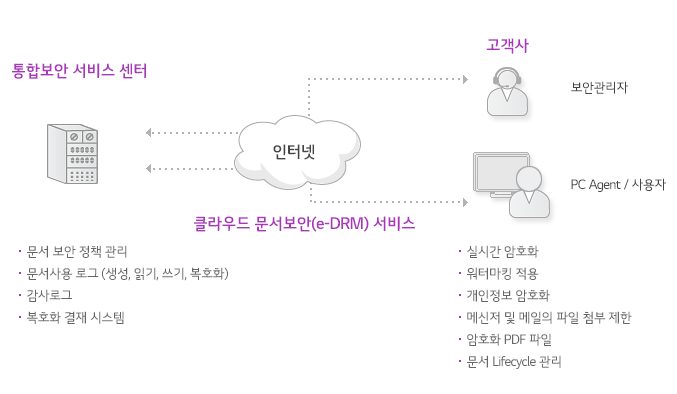 고객사
통합보안 서비스 센터
보안관리자
인터넷
PC Agent / 사용자
클라우드 문서보안(e-DRM) 서비스
· 문서 보안 정책 관리
· 문서사용 로그 (생성, 읽기, 쓰기, 복호화)
· 감사로그
· 복호화 결재 시스템
· 실시간 암호화
· 워터마킹 적용
· 개인정보 암호화
· 메신저 및 메일의 파일 첨부 제한
· 암호화 PDF 파일
· 문서 Lifecycle 관리